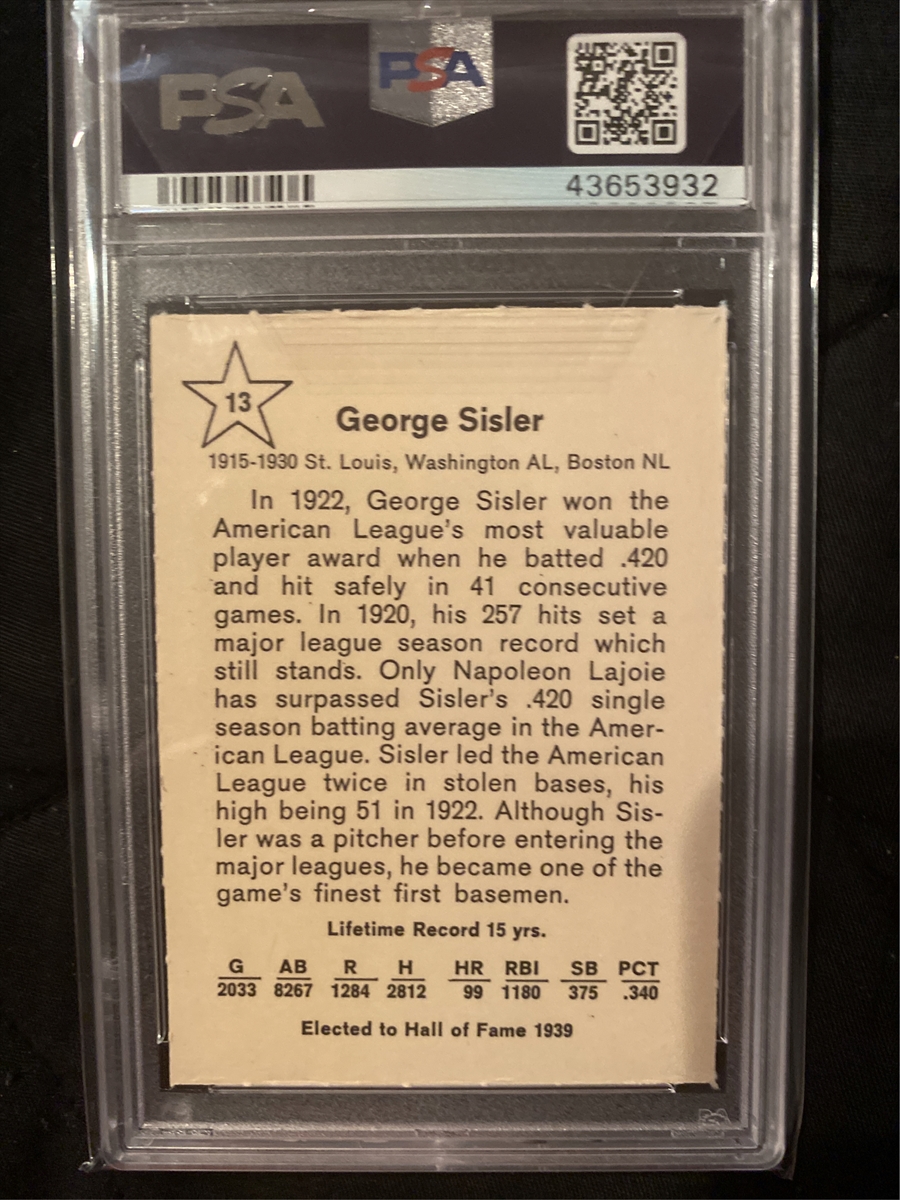 PSA
PSA
43653932
13
George Sisler
1915-1930 St. Louis, Washington AL, Boston NL
In 1922, George Sisler won the
American League's most valuable
player award when he batted .420
and hit safely in 41 consecutive
games. In 1920, his 257 hits set a
major league season record which
still stands. Only Napoleon Lajoie
has surpassed Sisler's .420 single
season batting average in the Amer-
ican League. Sisler led the American
League twice in stolen bases, his
high being 51 in 1922. Although Sis-
ler was a pitcher before entering the
major leagues, he became one of the
game's finest first basemen.
Lifetime Record 15 yrs.
G AB R H HR RBI SB PCT
2033 8267 1284 2812 99 1180 375 .340
Elected to Hall of Fame 1939